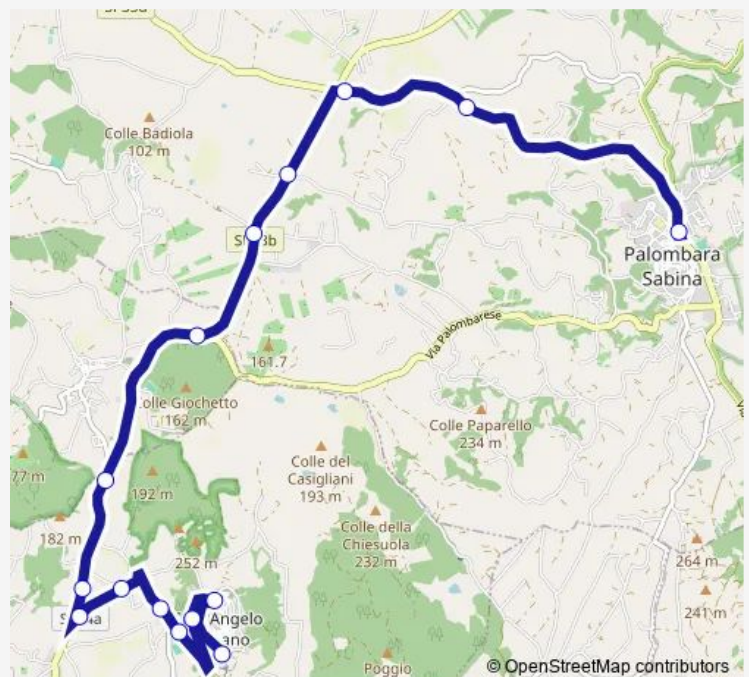 Colle Badiola
102 m
Palombara
Sabina
Via Palombarese
161.7
Colle Giochetto
162 m
Colle Paparello
234 m
Colle del
Casigliani
193 m
77 m
192 m
Colle della
Chiesuola
232 m
182 m
252 m
264 m
241 m
Angelo
Poggio
© OpenStreetMap contributors